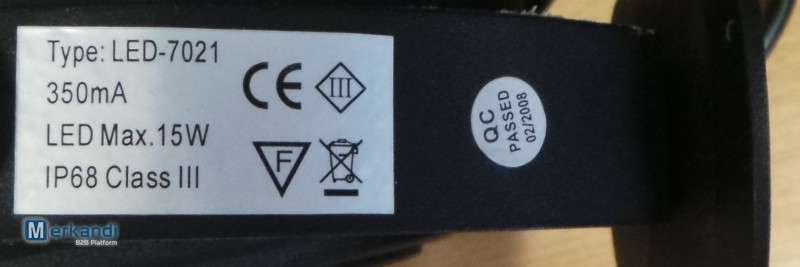 Type: LED-7021
350mA
LED Max.15W
IP68 Class III
CE
III
F
QC
PASSED
02/2008
Merkandi
B2B Platform